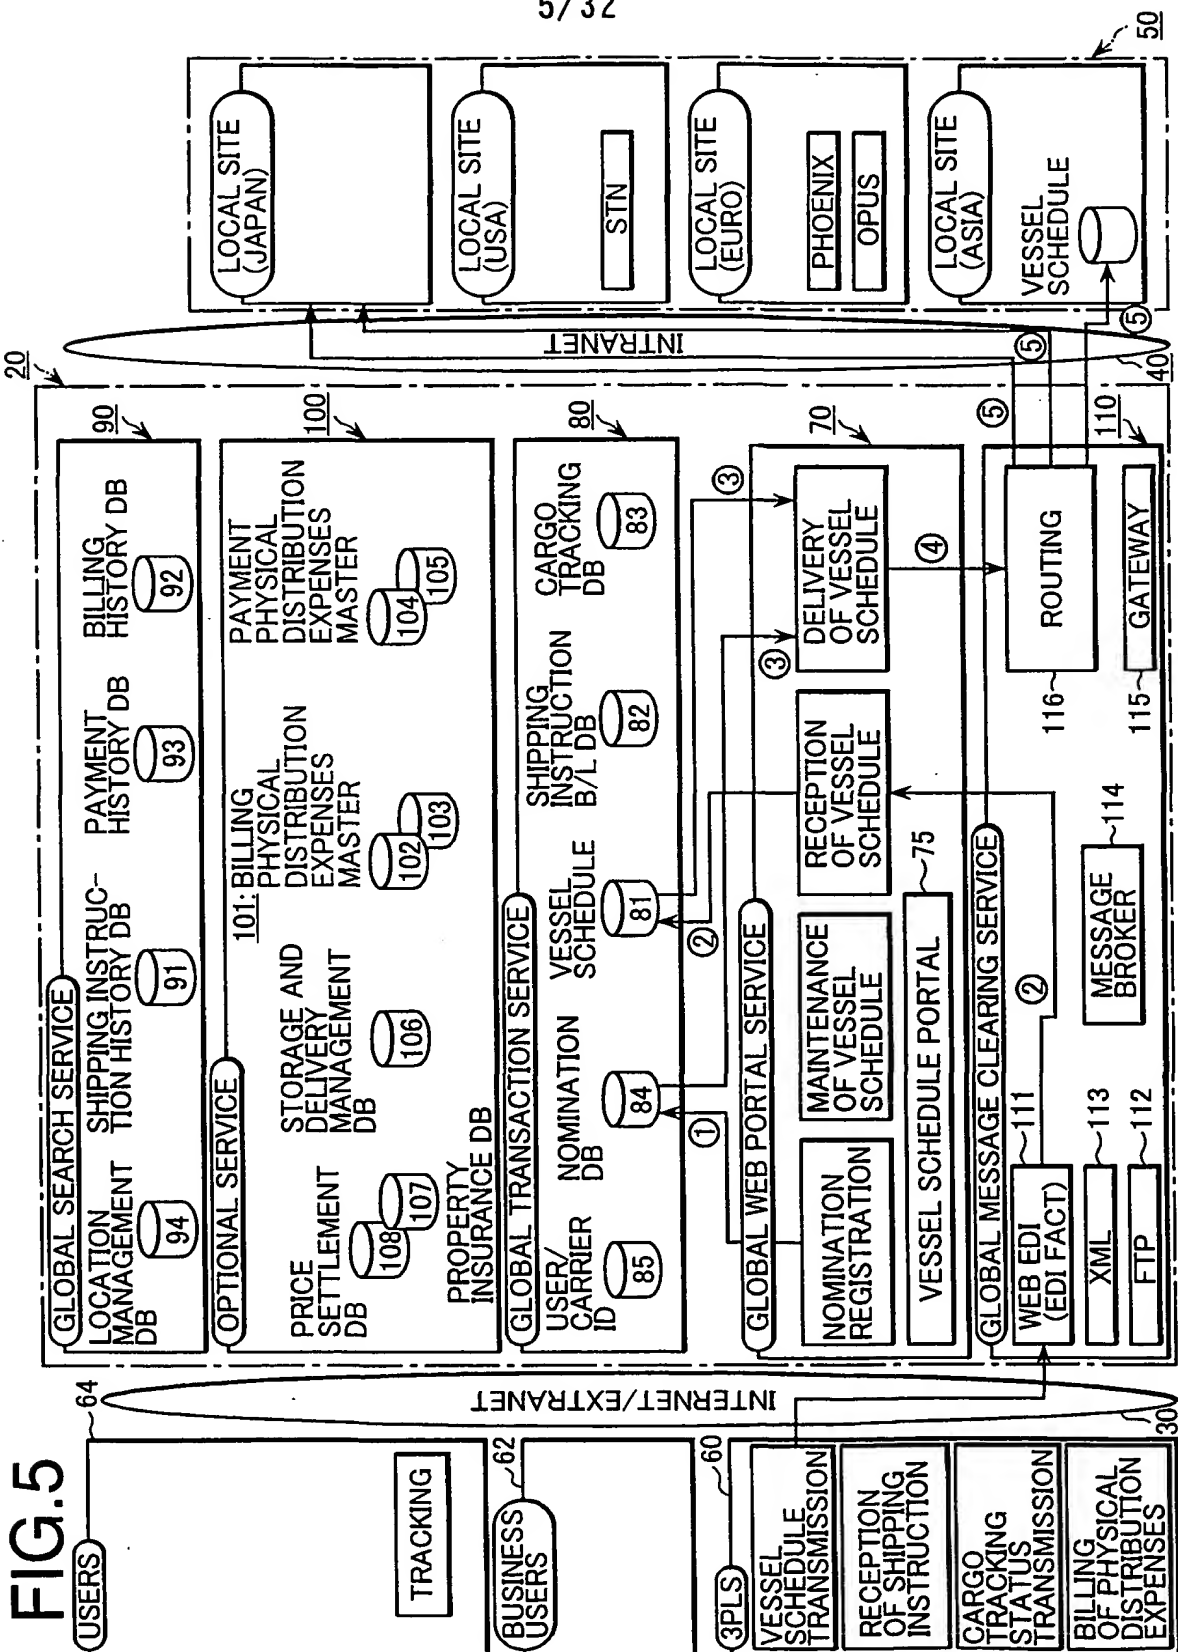 5/32
FIG.5
USERS
64
TRACKING
BUSINESS
USERS
62
3PLS
60
VESSEL
SCHEDULE
TRANSMISSION
RECEPTION
OF SHIPPING
INSTRUCTION
CARGO
TRACKING
STATUS
TRANSMISSION
BILLING
OF PHYSICAL
DISTRIBUTION
EXPENSES
INTERNET/EXTRANET
30
20
GLOBAL SEARCH SERVICE
90
LOCATION
MANAGEMENT
DB
94
SHIPPING INSTRUC-
TION HISTORY DB
91
PAYMENT
HISTORY DB
93
BILLING
HISTORY DB
92
OPTIONAL SERVICE
100
PRICE
SETTLEMENT
DB
108
107
PROPERTY
INSURANCE DB
STORAGE AND
DELIVERY
MANAGEMENT
DB
106
101: BILLING
PHYSICAL
DISTRIBUTION
EXPENSES
MASTER
102
103
PAYMENT
PHYSICAL
DISTRIBUTION
EXPENSES
MASTER
104
105
GLOBAL TRANSACTION SERVICE
80
USER/
CARRIER
ID
85
NOMINATION
DB
84
VESSEL
SCHEDULE
81
SHIPPING
INSTRUCTION
B/L DB
82
CARGO
TRACKING
DB
83
①
②
③
③
GLOBAL WEB PORTAL SERVICE
70
NOMINATION
REGISTRATION
MAINTENANCE
OF VESSEL
SCHEDULE
RECEPTION
OF VESSEL
SCHEDULE
DELIVERY
OF VESSEL
SCHEDULE
VESSEL SCHEDULE PORTAL
75
④
GLOBAL MESSAGE CLEARING SERVICE
110
WEB EDI
(EDI FACT)
111
②
XML
113
FTP
112
MESSAGE
BROKER
114
ROUTING
116
GATEWAY
115
⑤
⑤
⑤
INTRANET
40
50
LOCAL SITE
(JAPAN)
LOCAL SITE
(USA)
STN
LOCAL SITE
(EURO)
PHOENIX
OPUS
LOCAL SITE
(ASIA)
VESSEL
SCHEDULE